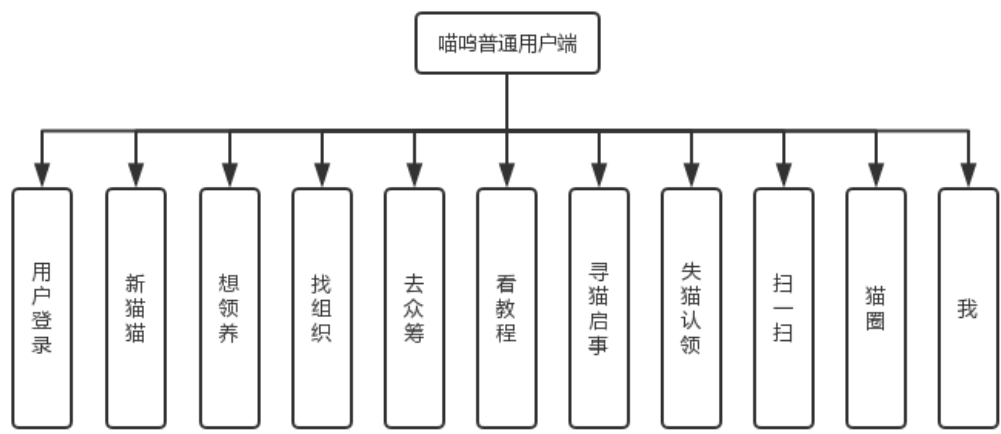 喵呜普通用户端
用户登录
新猫猫
想领养
找组织
去众筹
看教程
寻猫启事
失猫认领
扫一扫
猫圈
我